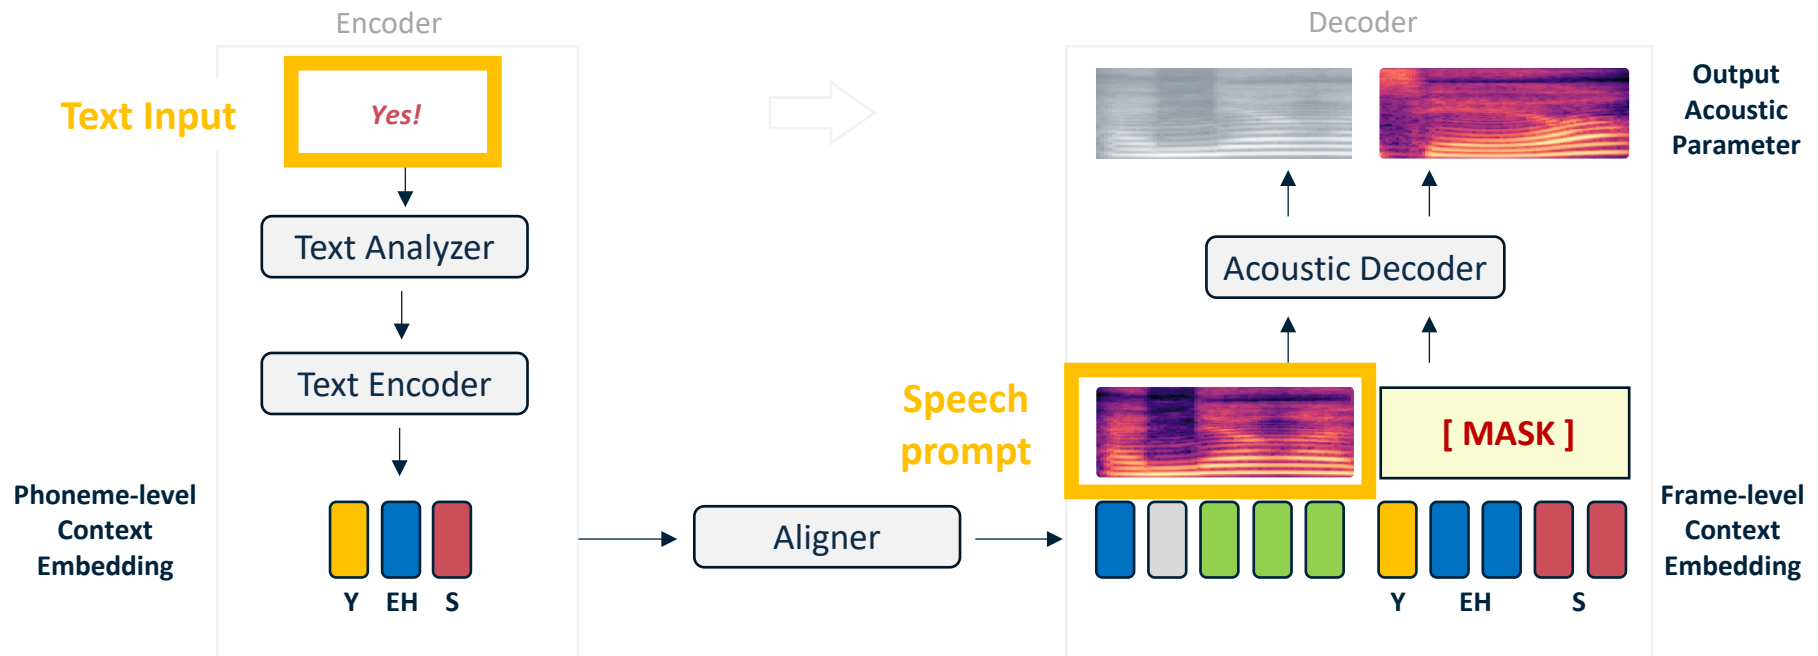 Encoder
Decoder
Text Input
Yes!
Output
Acoustic
Parameter
Text Analyzer
Acoustic Decoder
Text Encoder
Speech
prompt
[ MASK ]
Phoneme-level
Context
Embedding
Aligner
Frame-level
Context
Embedding
Y EH S
Y EH S